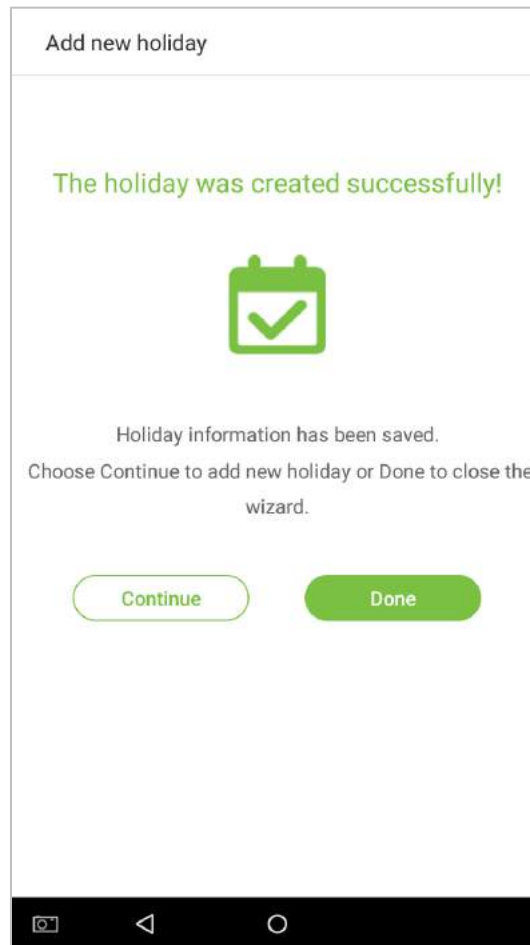 Add new holiday
The holiday was created successfully!
Holiday information has been saved.
Choose Continue to add new holiday or Done to close the
wizard.
Continue
Done